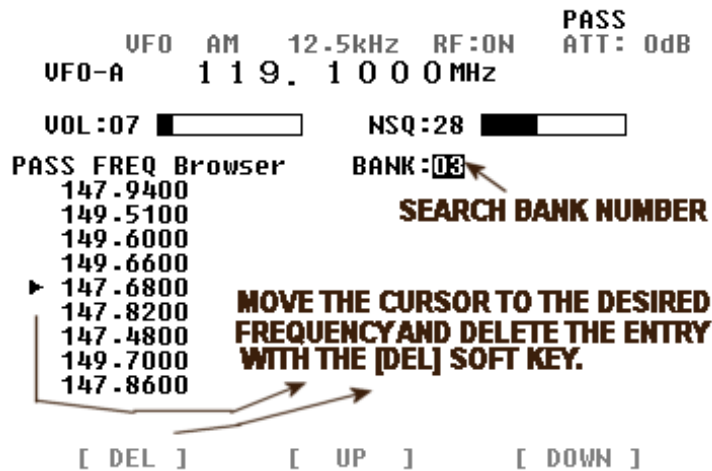 PASS
VFO AM 12.5kHz RF:ON ATT: 0dB
VFO-A 119.1000MHz
VOL:07 NSQ:28
PASS FREQ Browser BANK:03
147.9400
149.5100
149.6000
149.6600
147.6800
147.8200
147.4800
149.7000
147.8600
SEARCH BANK NUMBER
MOVE THE CURSOR TO THE DESIRED
FREQUENCY AND DELETE THE ENTRY
WITH THE [DEL] SOFT KEY.
[ DEL ] [ UP ] [ DOWN ]